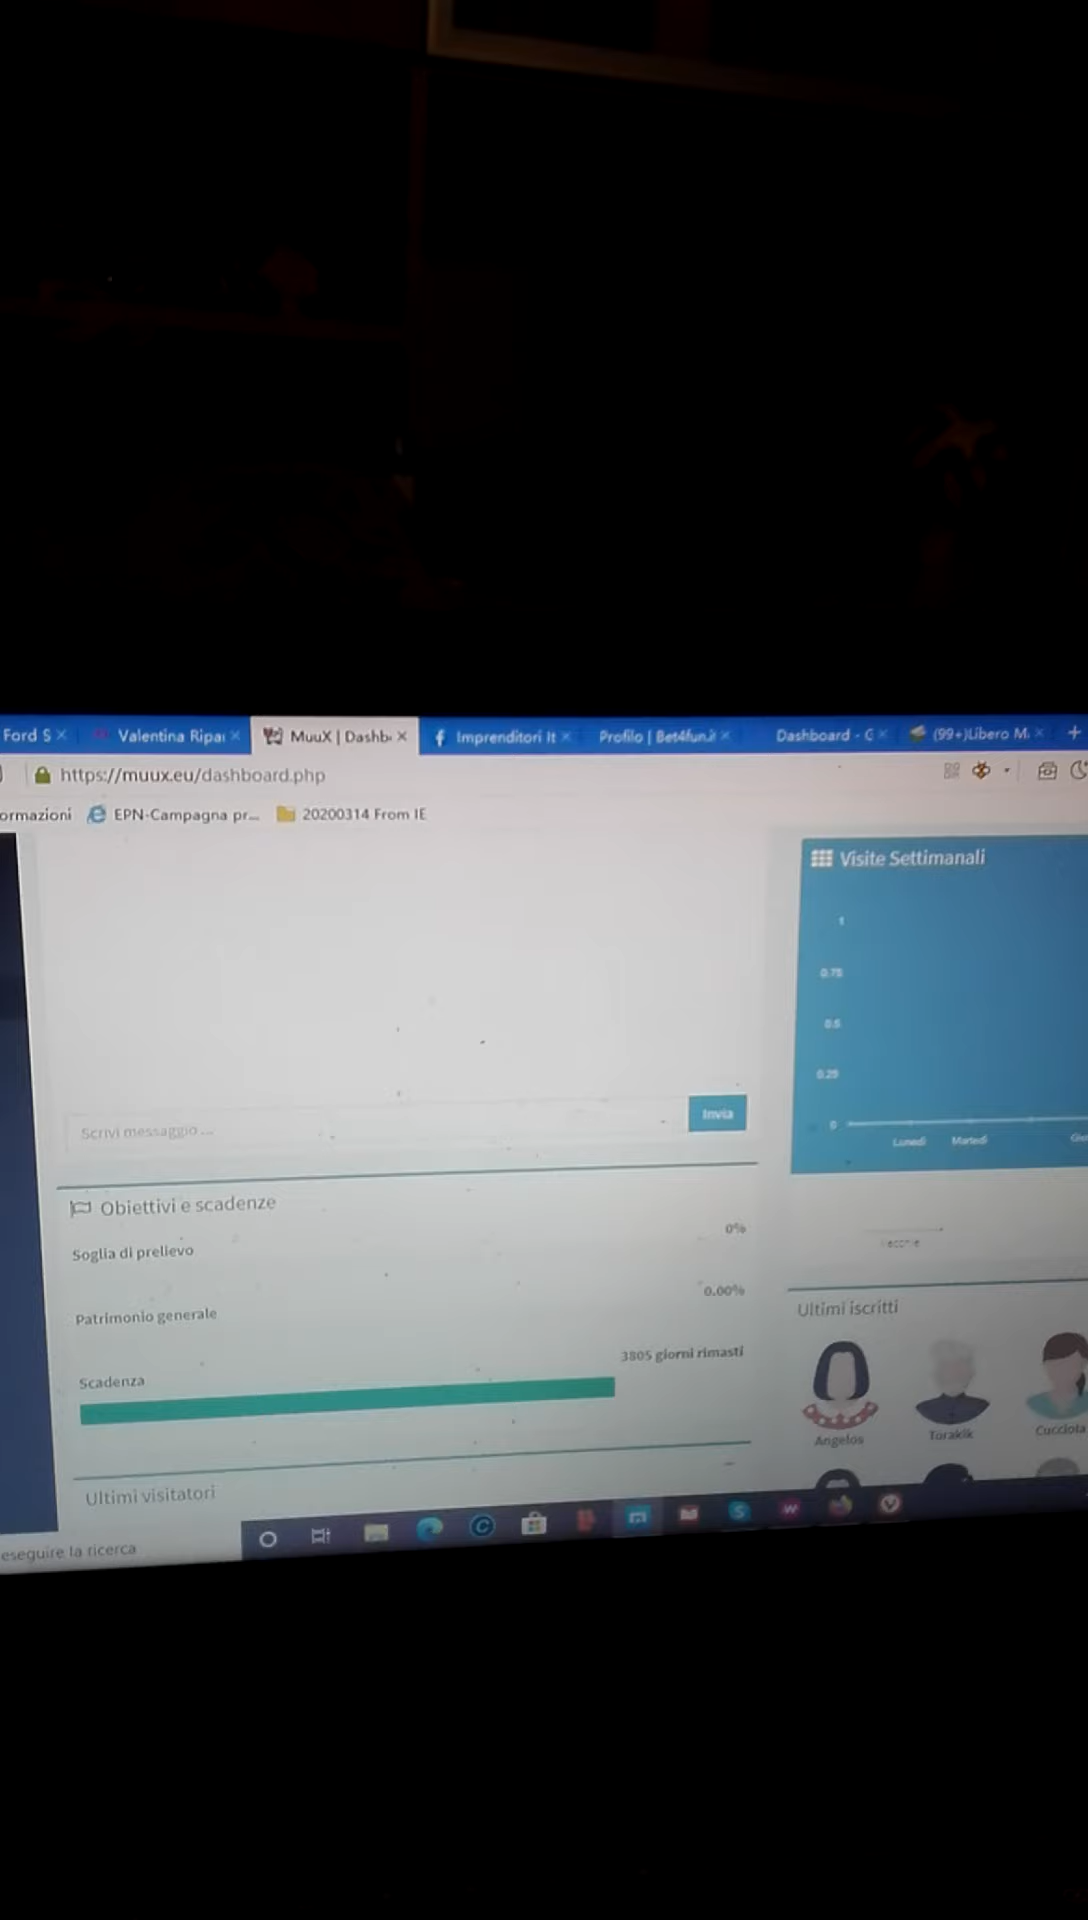 Ford S
Valentina Ripai
MuuX | Dashb
Imprenditori It
Profilo | Bet4fun.i
Dashboard - G
(99+)Libero M
https://muux.eu/dashboard.php
ormazioni
EPN-Campagna pr...
20200314 From IE
Visite Settimanali
1
0.75
0.5
0.25
0
Lunedì
Martedì
Scrivi messaggio ...
Invia
Obiettivi e scadenze
Soglia di prelievo
0%
Patrimonio generale
0.00%
Scadenza
3805 giorni rimasti
Ultimi visitatori
Ultimi iscritti
Angelos
Torakik
Cucciola
eseguire la ricerca